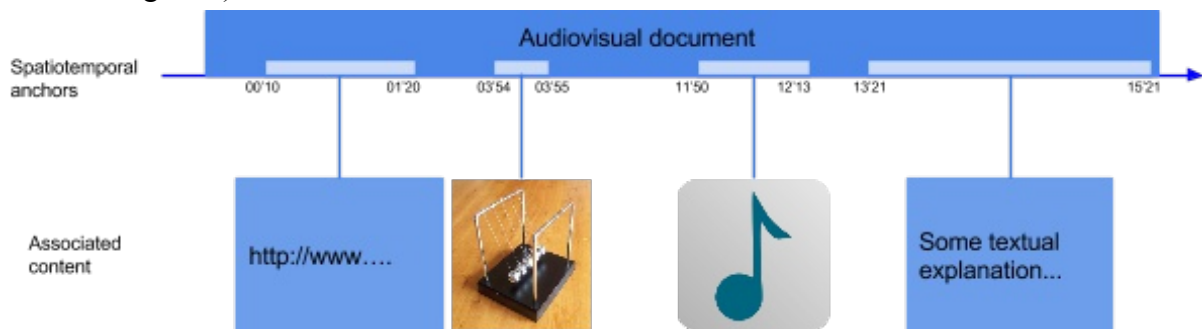 Audiovisual document
Spatiotemporal
anchors
00'10 01'20 03'54 03'55 11'50 12'13 13'21 15'21
Associated
content
http://www....
Some textual
explanation...